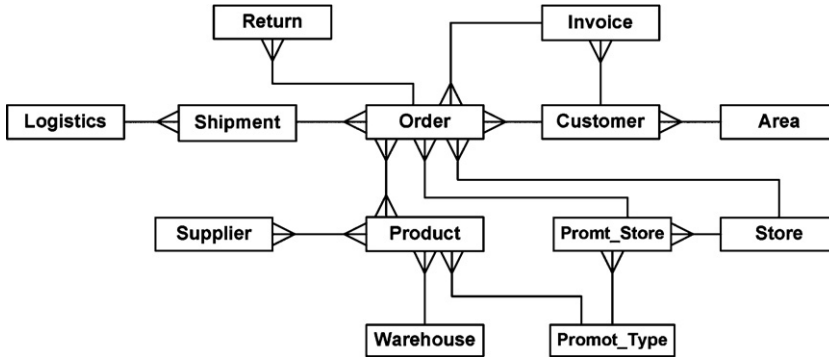 Return
Invoice
Logistics
Shipment
Order
Customer
Area
Supplier
Product
Promt_Store
Store
Warehouse
Promot_Type